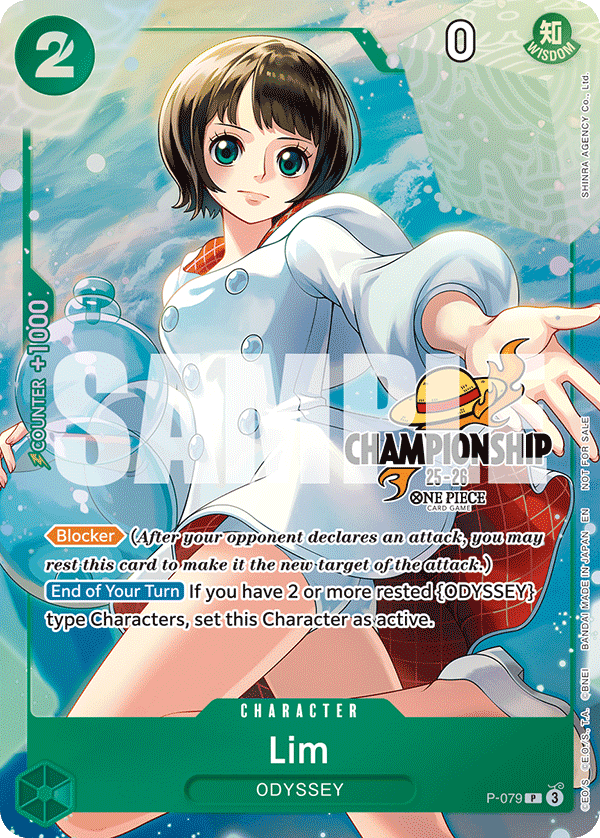 2
0
知
WISDOM
SHINRA AGENCY Co., Ltd.
COUNTER +1000
SAMPLE
CHAMPIONSHIP
25-26
ONE PIECE
CARD GAME
Blocker (After your opponent declares an attack, you may
rest this card to make it the new target of the attack.)
End of Your Turn If you have 2 or more rested {ODYSSEY}
type Characters, set this Character as active.
CHARACTER
Lim
ODYSSEY
P-079 P 3
©EO/S.,©E.O./S.,T.A. ©BNEI BANDAI MADE IN JAPAN EN NOT FOR SALE